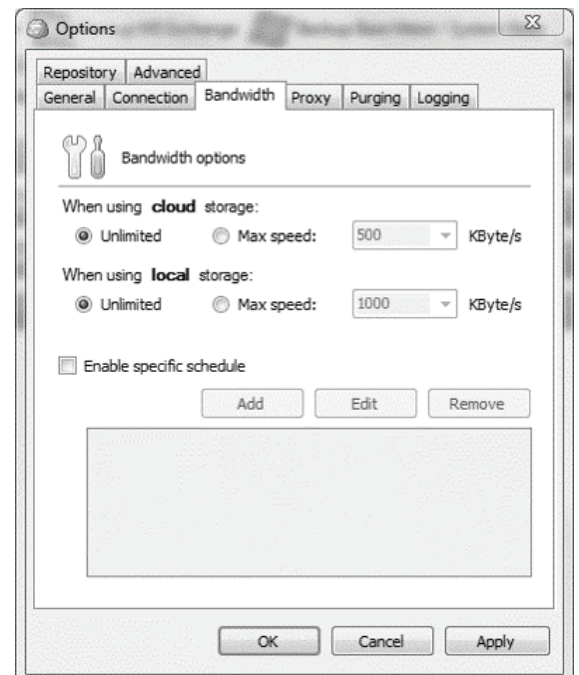 Options
Repository Advanced
General Connection Bandwidth Proxy Purging Logging
Bandwidth options
When using cloud storage:
Unlimited Max speed: 500 KByte/s
When using local storage:
Unlimited Max speed: 1000 KByte/s
Enable specific schedule
Add Edit Remove
OK Cancel Apply